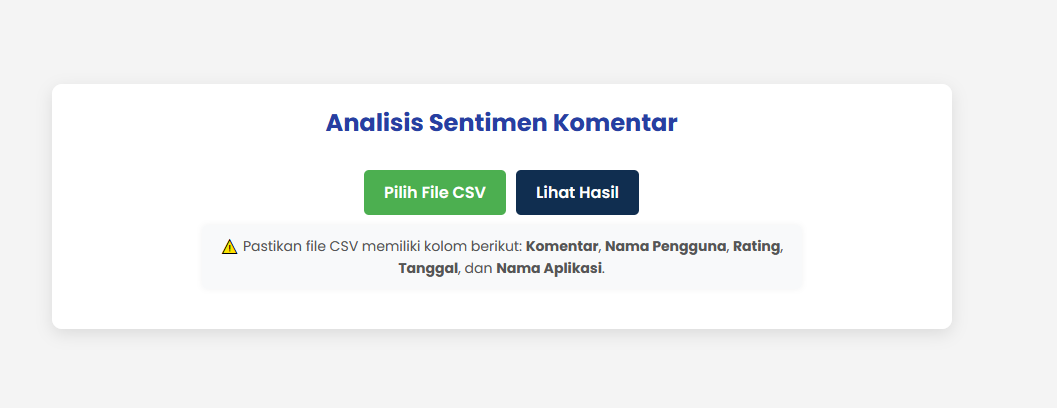 Analisis Sentimen Komentar
Pilih File CSV
Lihat Hasil
⚠️ Pastikan file CSV memiliki kolom berikut: Komentar, Nama Pengguna, Rating,
Tanggal, dan Nama Aplikasi.